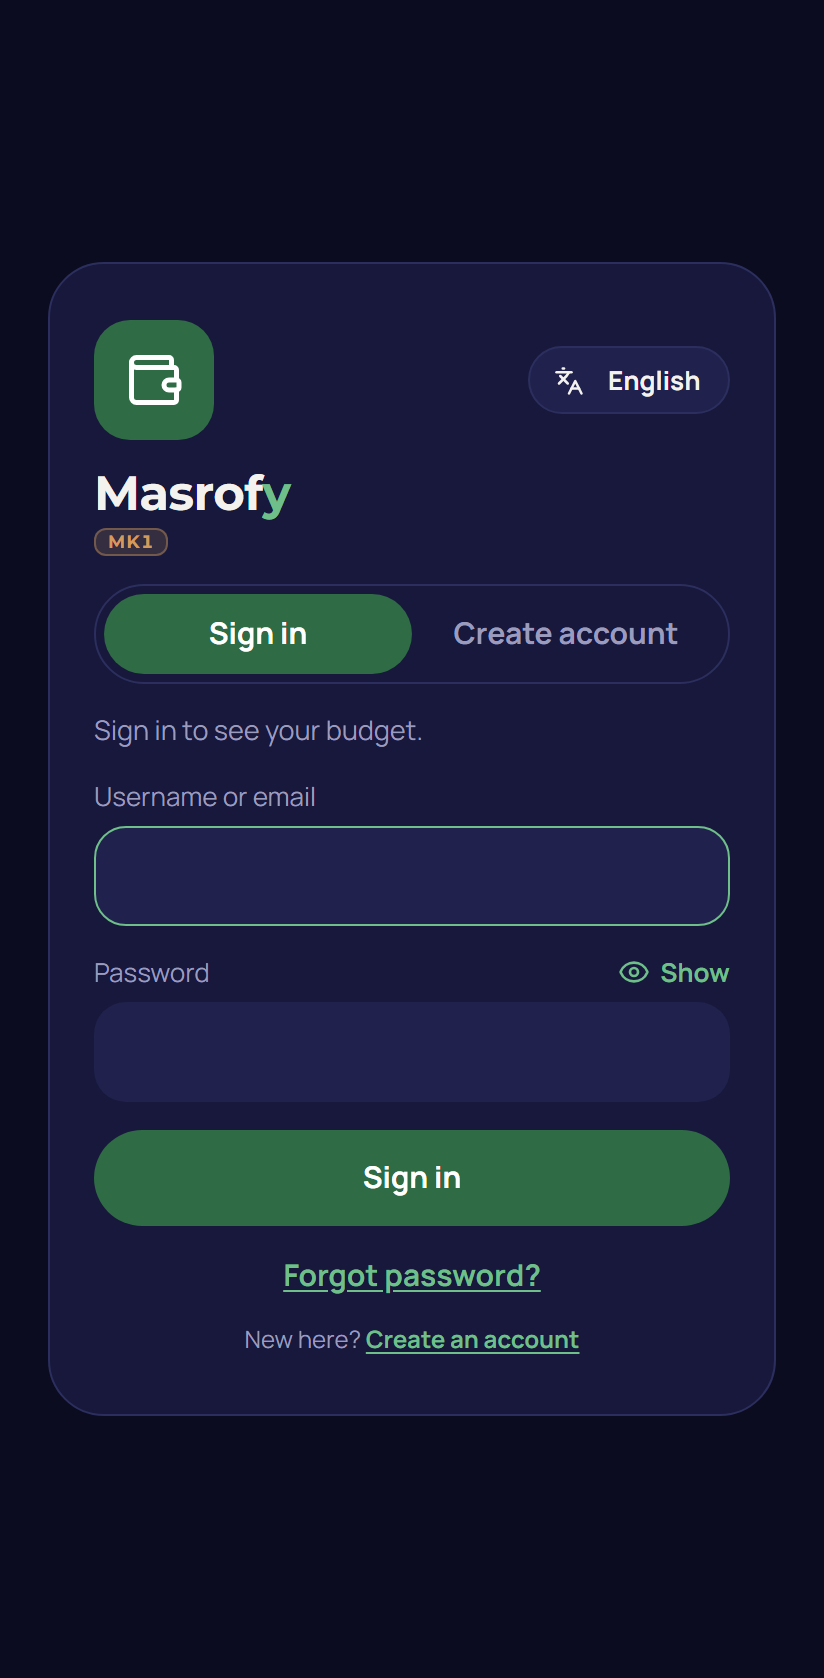 English
Masrofy
MK1
Sign in
Create account
Sign in to see your budget.
Username or email
Password
Show
Sign in
Forgot password?
New here? Create an account